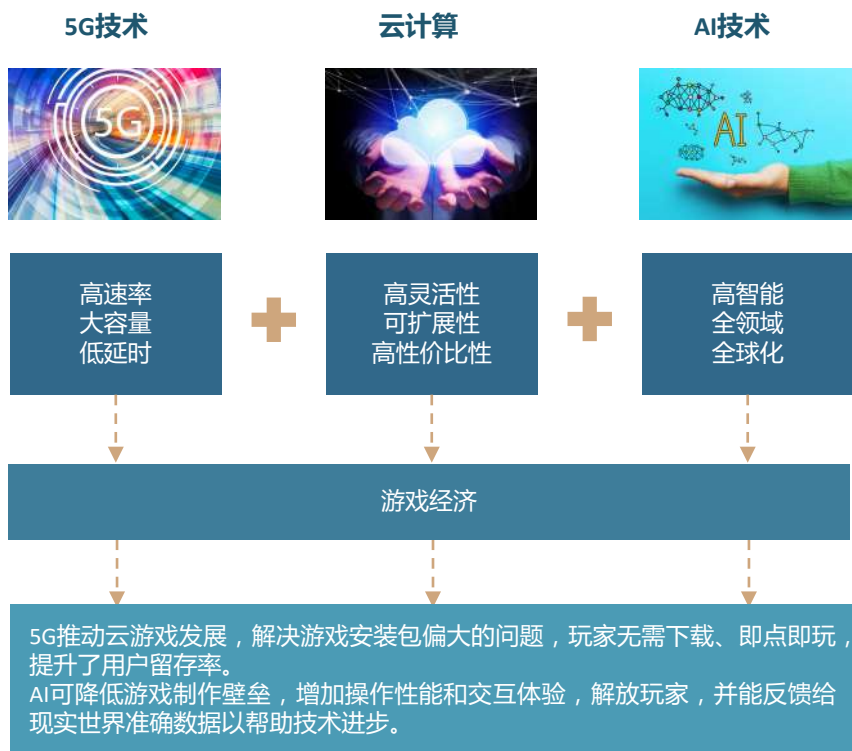 5G技术
云计算
AI技术
5G
AI
高速率
大容量
低延时
高灵活性
可扩展性
高性价比性
高智能
全领域
全球化
游戏经济
5G推动云游戏发展，解决游戏安装包偏大的问题，玩家无需下载、即点即玩，
提升了用户留存率。
AI可降低游戏制作壁垒，增加操作性能和交互体验，解放玩家，并能反馈给
现实世界准确数据以帮助技术进步。